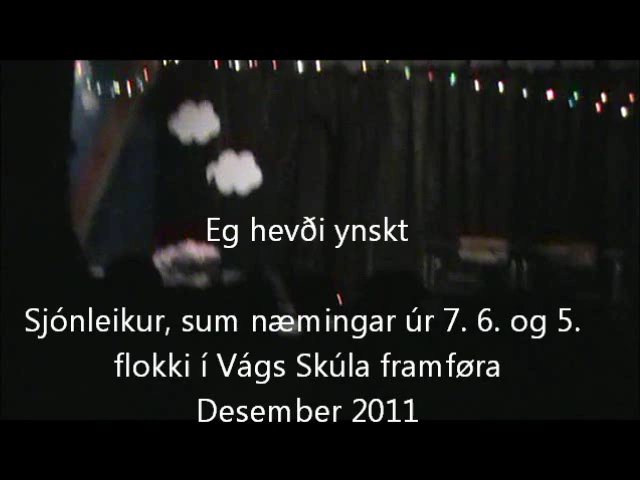 Eg hevði ynskt
Sjónleikur, sum næmingar úr 7. 6. og 5.
flokki í Vágs Skúla framføra
Desember 2011